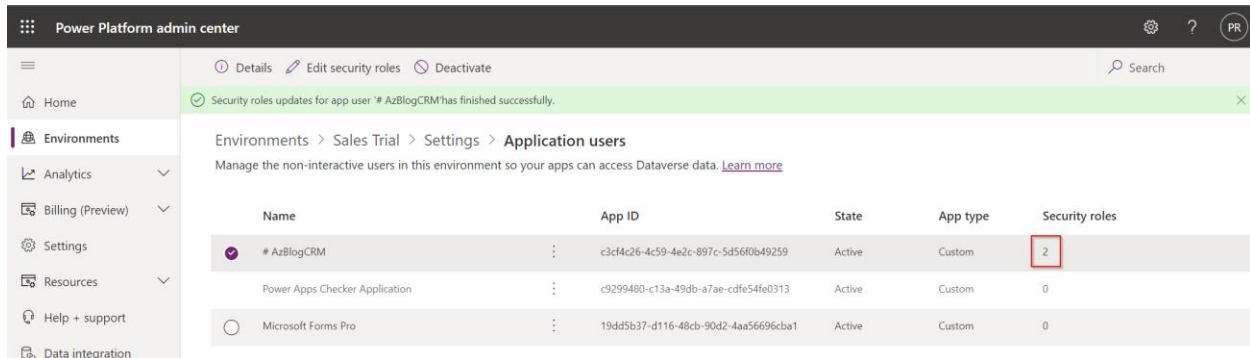 Power Platform admin center
? PR
Details Edit security roles Deactivate Search
Home
Security roles updates for app user '# AzBlogCRM'has finished successfully.
Environments
Environments > Sales Trial > Settings > Application users
Manage the non-interactive users in this environment so your apps can access Dataverse data. Learn more
Analytics
Billing (Preview)
Name App ID State App type Security roles
Settings
# AzBlogCRM c3cf4c26-4c59-4e2c-897c-5d56f0b49259 Active Custom 2
Resources
Power Apps Checker Application c9299480-c13a-49db-a7ae-cdfe54fe0313 Active Custom 0
Help + support
Microsoft Forms Pro 19dd5b37-d116-48cb-90d2-4aa56696cba1 Active Custom 0
Data integration